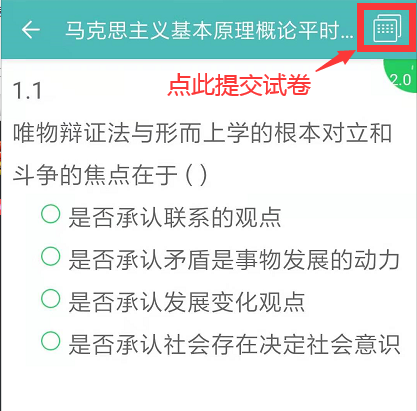 马克思主义基本原理概论平时...
点此提交试卷
2.0
1.1
唯物辩证法与形而上学的根本对立和
斗争的焦点在于 ( )
是否承认联系的观点
是否承认矛盾是事物发展的动力
是否承认发展变化观点
是否承认社会存在决定社会意识